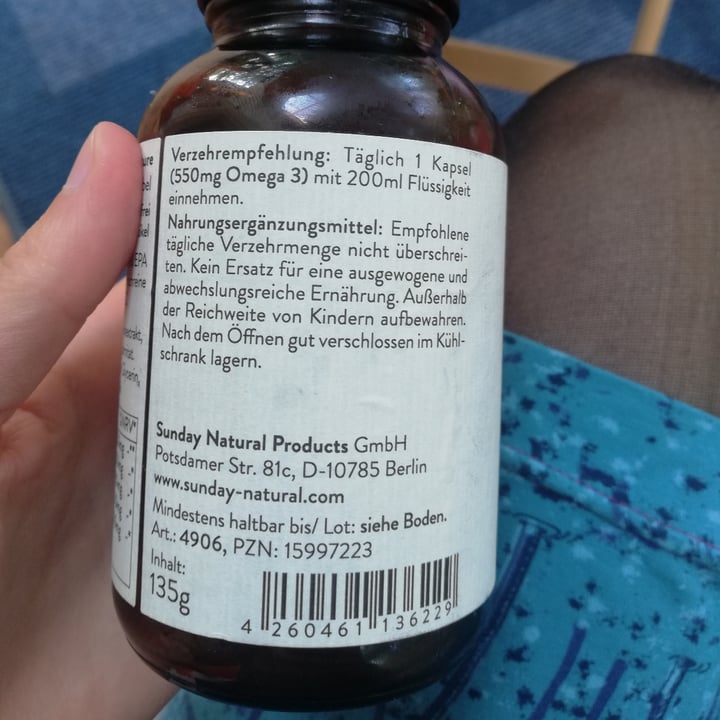 Verzehrempfehlung: Täglich 1 Kapsel
(550mg Omega 3) mit 200ml Flüssigkeit
einnehmen.
Nahrungsergänzungsmittel: Empfohlene
tägliche Verzehrmenge nicht überschrei-
ten. Kein Ersatz für eine ausgewogene und
abwechslungsreiche Ernährung. Außerhalb
der Reichweite von Kindern aufbewahren.
Nach dem Öffnen gut verschlossen im Kühl-
schrank lagern.
Sunday Natural Products GmbH
Potsdamer Str. 81c, D-10785 Berlin
www.sunday-natural.com
Mindestens haltbar bis/ Lot: siehe Boden.
Art.: 4906, PZN: 15997223
Inhalt:
135g
4 260461 136229